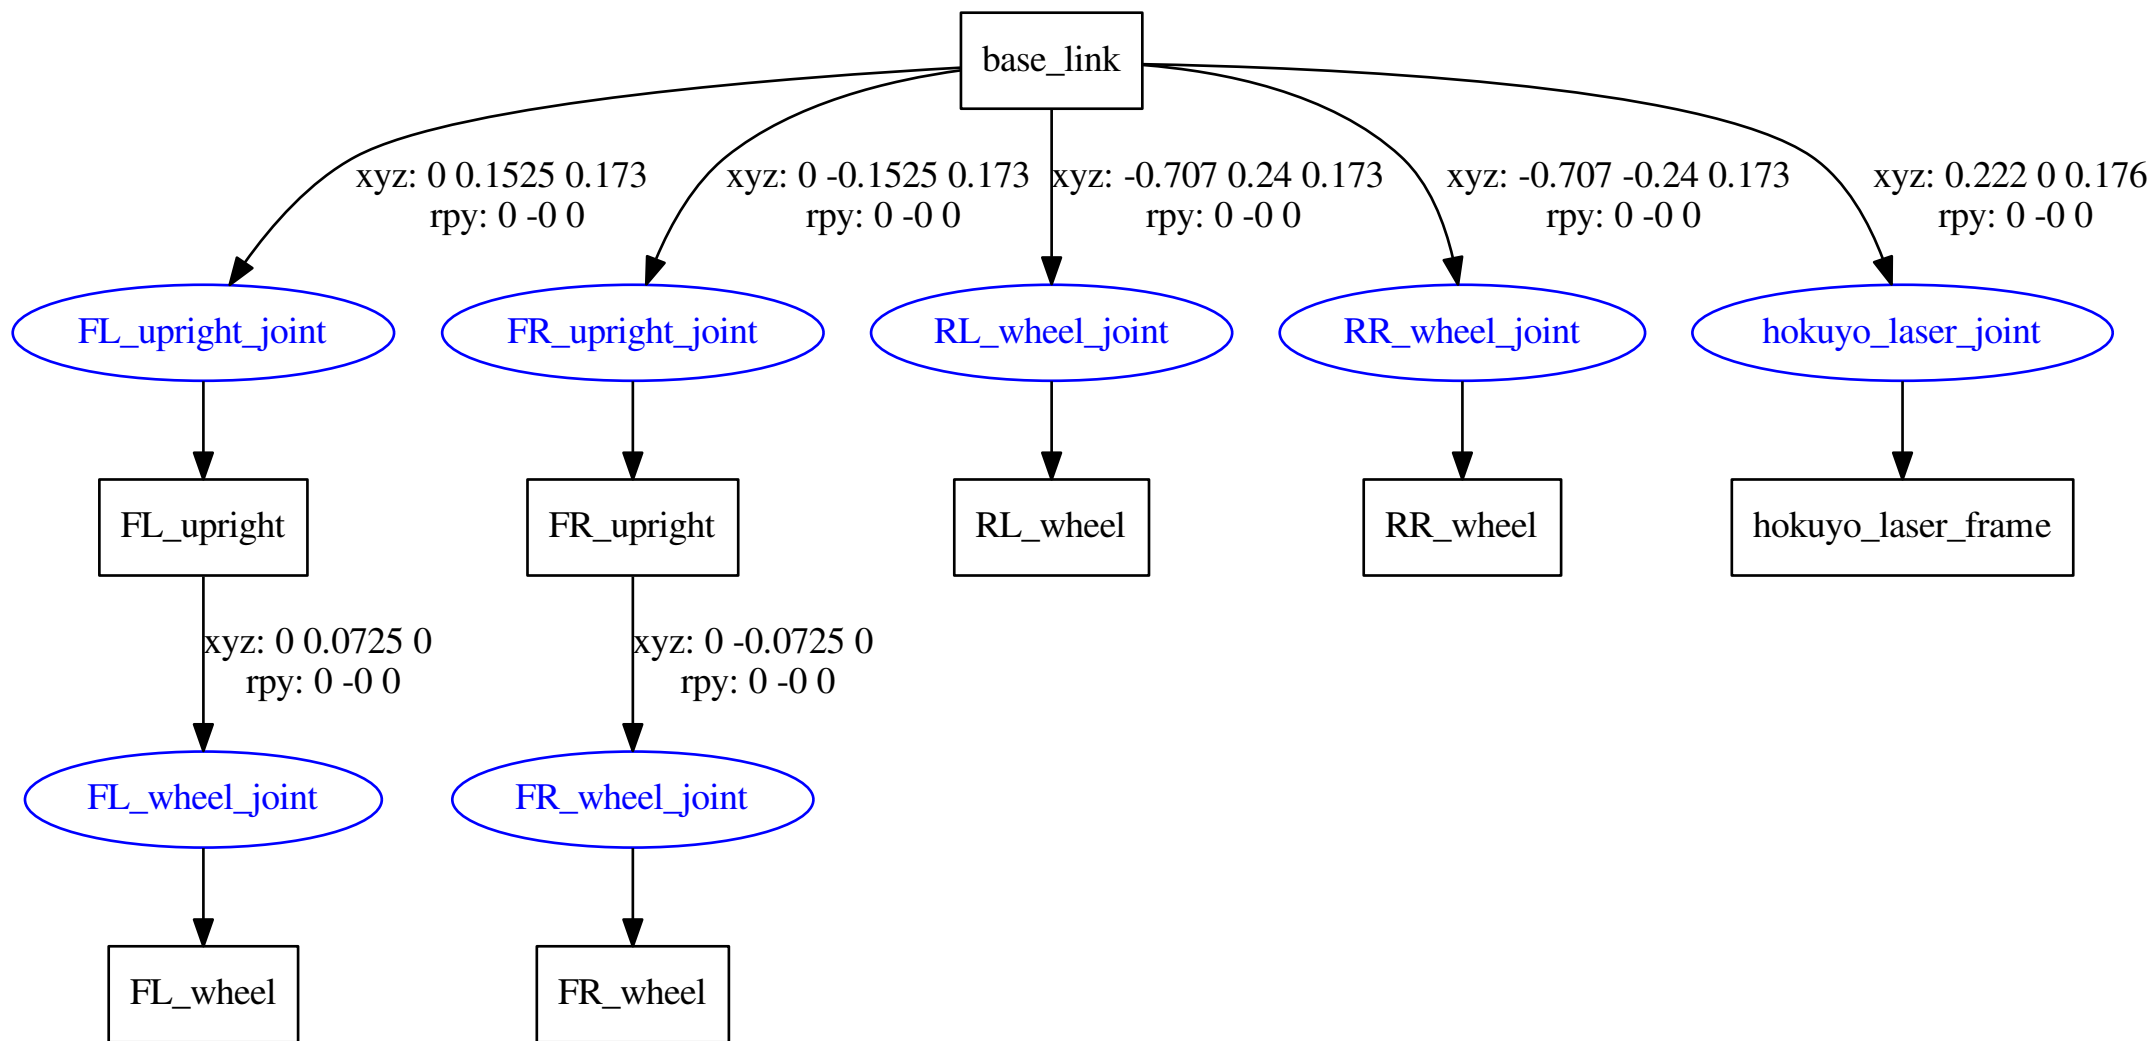 base_link
xyz: 0 0.1525 0.173
rpy: 0 -0 0
xyz: 0 -0.1525 0.173
rpy: 0 -0 0
xyz: -0.707 0.24 0.173
rpy: 0 -0 0
xyz: -0.707 -0.24 0.173
rpy: 0 -0 0
xyz: 0.222 0 0.176
rpy: 0 -0 0
FL_upright_joint
FR_upright_joint
RL_wheel_joint
RR_wheel_joint
hokuyo_laser_joint
FL_upright
FR_upright
RL_wheel
RR_wheel
hokuyo_laser_frame
xyz: 0 0.0725 0
rpy: 0 -0 0
xyz: 0 -0.0725 0
rpy: 0 -0 0
FL_wheel_joint
FR_wheel_joint
FL_wheel
FR_wheel